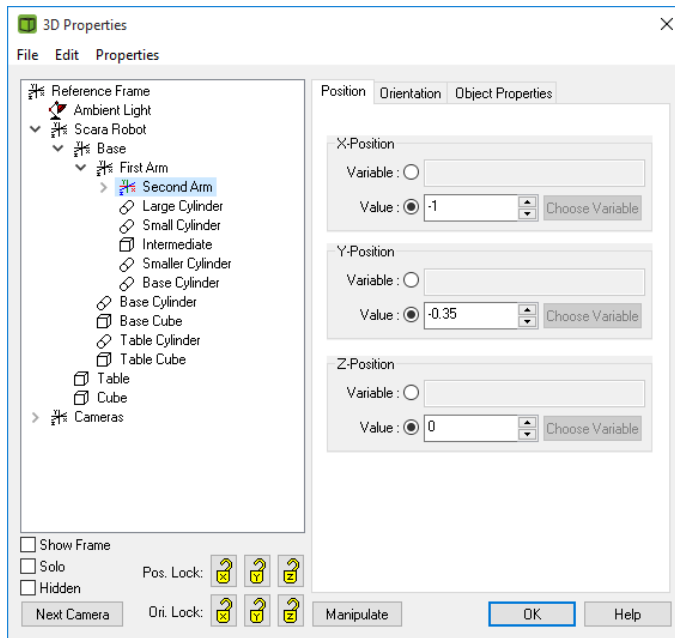 3D Properties
File Edit Properties
Reference Frame
Ambient Light
Scara Robot
Base
First Arm
Second Arm
Large Cylinder
Small Cylinder
Intermediate
Smaller Cylinder
Base Cylinder
Base Cylinder
Base Cube
Table Cylinder
Table Cube
Table
Cube
Cameras
Show Frame
Solo
Hidden
Pos. Lock: X Y Z
Next Camera
Ori. Lock: X Y Z
Position Orientation Object Properties
X-Position
Variable :
Value : -1 Choose Variable
Y-Position
Variable :
Value : -0.35 Choose Variable
Z-Position
Variable :
Value : 0 Choose Variable
Manipulate OK Help